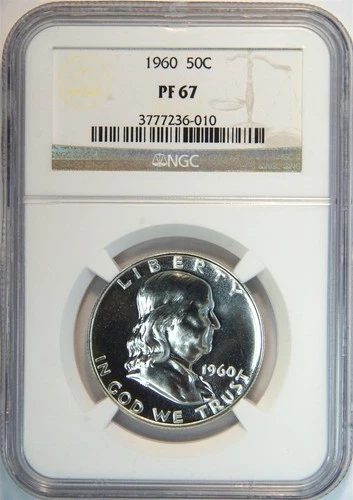 1960 50C
PF 67
3777236-010
NGC
LIBERTY
1960
IN GOD WE TRUST